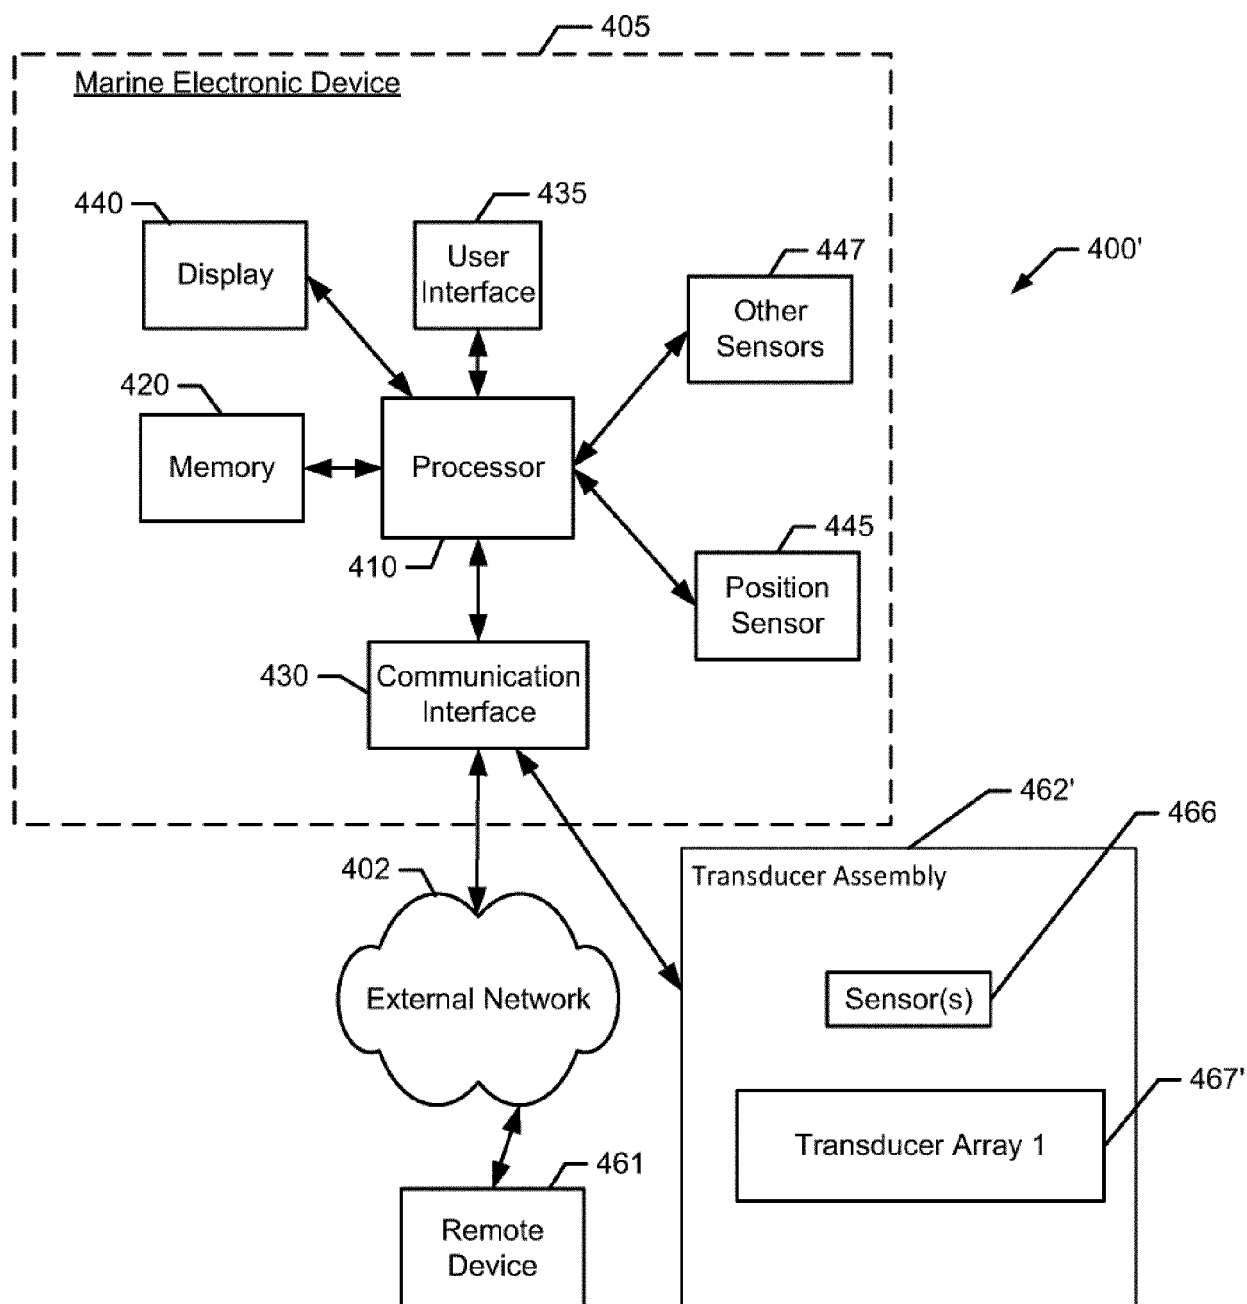 405
Marine Electronic Device
440
435
Display
User
Interface
447
400'
Other
Sensors
420
Memory
Processor
410
445
Position
Sensor
430
Communication
Interface
462'
466
402
Transducer Assembly
External Network
Sensor(s)
467'
Transducer Array 1
461
Remote
Device